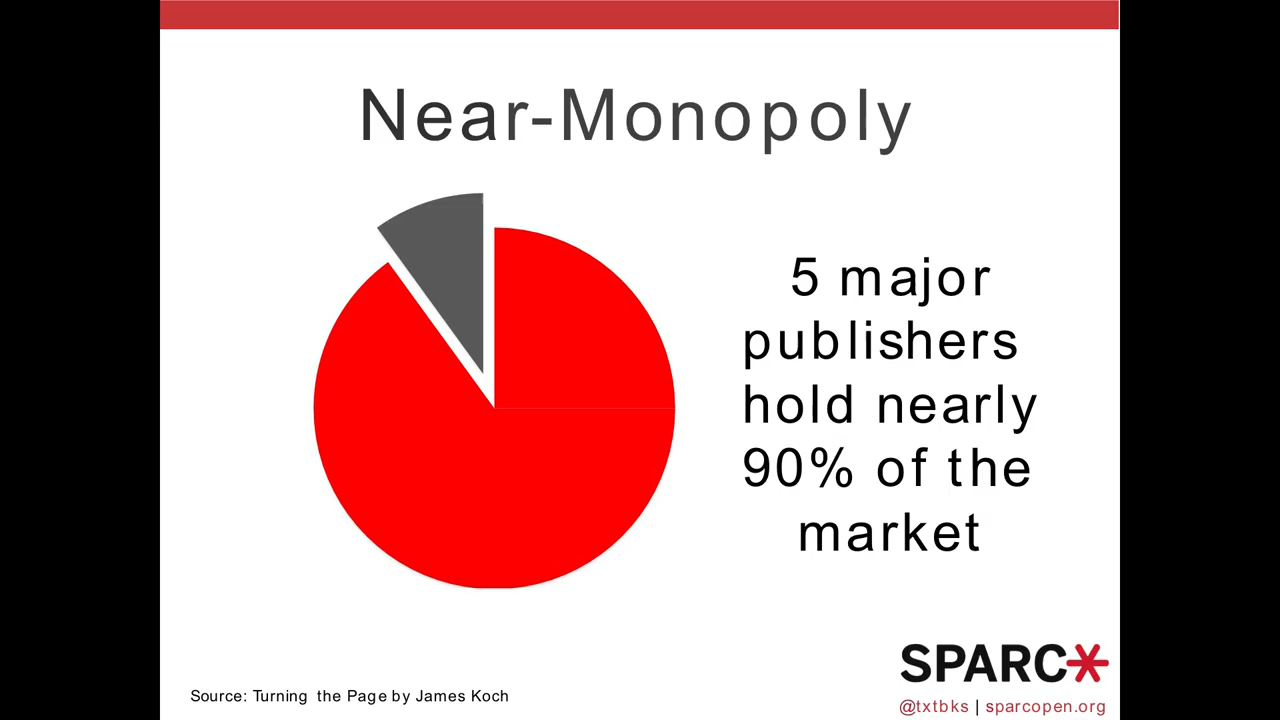 Near-Monopoly
5 major
publishers
hold nearly
90% of the
market
SPARC
Source: Turning the Page by James Koch
@txtbks | sparcopen.org